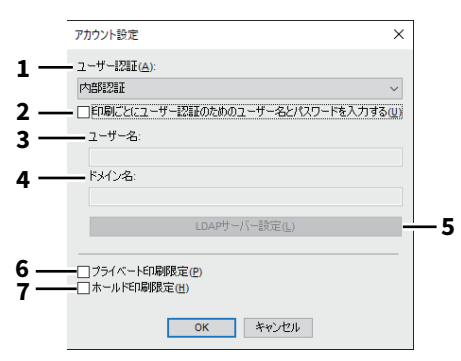 アカウント設定
1 ユーザー認証(A):
内部認証
2 印刷ごとにユーザー認証のためのユーザー名とパスワードを入力する(U)
3 ユーザー名:
4 ドメイン名:
LDAPサーバー設定(L) 5
6 プライベート印刷限定(P)
7 ホールド印刷限定(H)
OK キャンセル